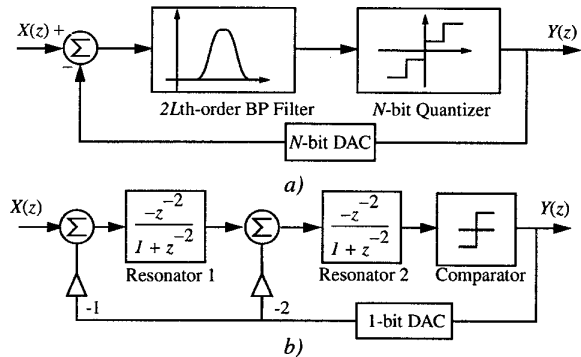 X(z) + Σ − Y(z)
2Lth-order BP Filter N-bit Quantizer
N-bit DAC
a)
X(z) Σ -z^-2 / 1 + z^-2 Σ -z^-2 / 1 + z^-2 Y(z)
Resonator 1 Resonator 2 Comparator
-1 -2 1-bit DAC
b)